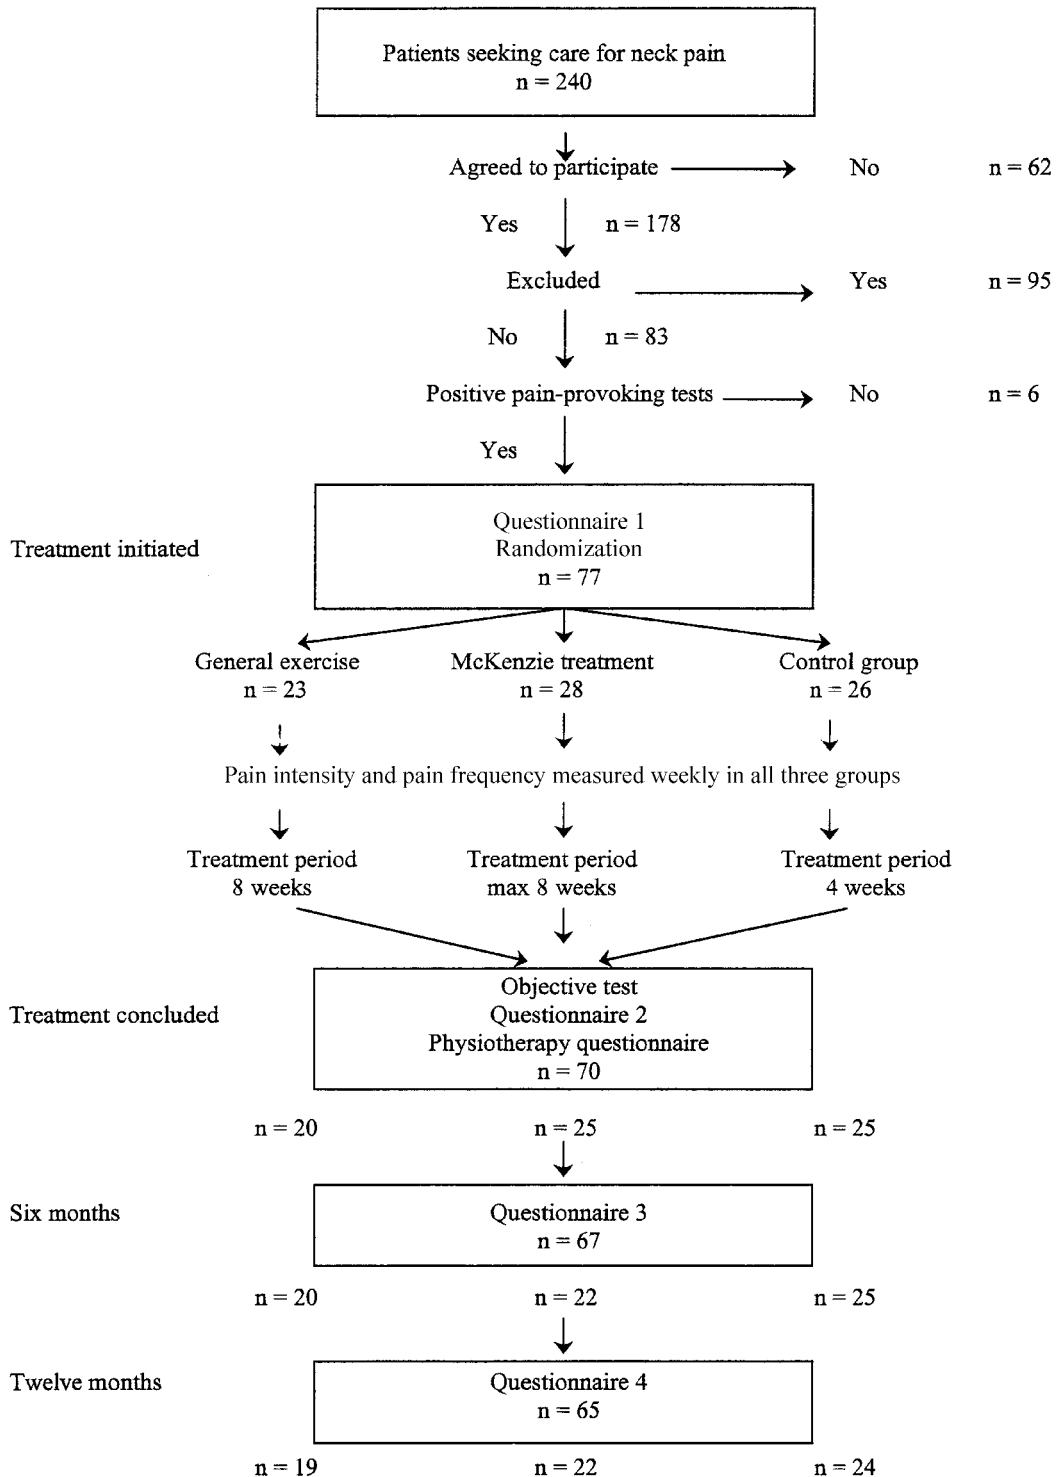 Patients seeking care for neck pain
n = 240
Agreed to participate No n = 62
Yes n = 178
Excluded Yes n = 95
No n = 83
Positive pain-provoking tests No n = 6
Yes
Questionnaire 1
Treatment initiated Randomization
n = 77
General exercise McKenzie treatment Control group
n = 23 n = 28 n = 26
Pain intensity and pain frequency measured weekly in all three groups
Treatment period Treatment period Treatment period
8 weeks max 8 weeks 4 weeks
Objective test
Treatment concluded Questionnaire 2
Physiotherapy questionnaire
n = 70
n = 20 n = 25 n = 25
Six months Questionnaire 3
n = 67
n = 20 n = 22 n = 25
Twelve months Questionnaire 4
n = 65
n = 19 n = 22 n = 24